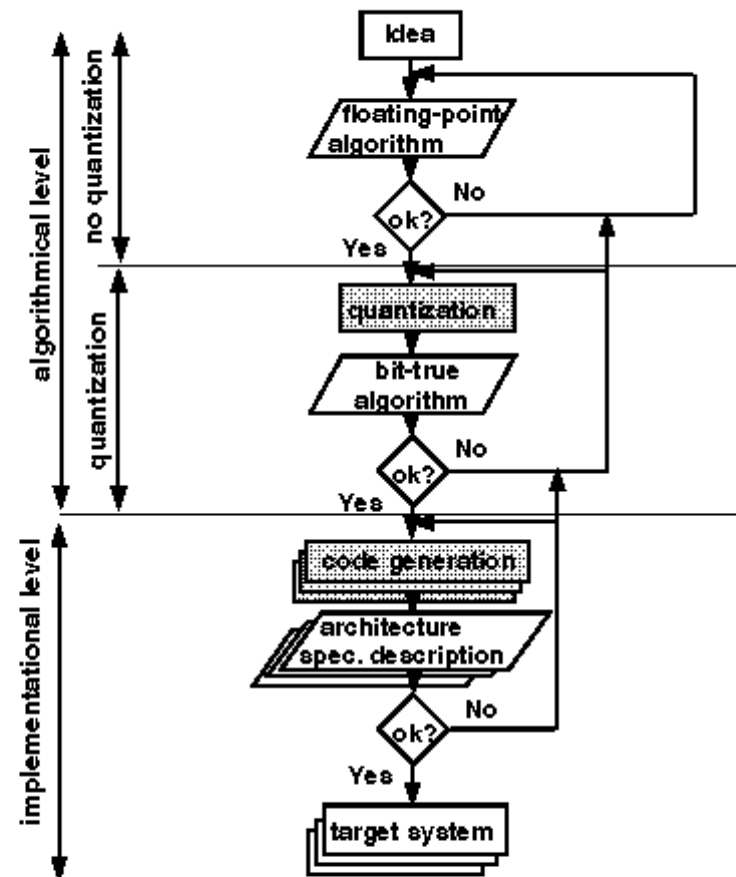 Idea
floating-point
algorithm
No
ok?
Yes
quantization
bit-true
algorithm
No
ok?
Yes
code generation
architecture
spec. description
No
ok?
Yes
target system
algorithmical level
no quantization
quantization
implementational level